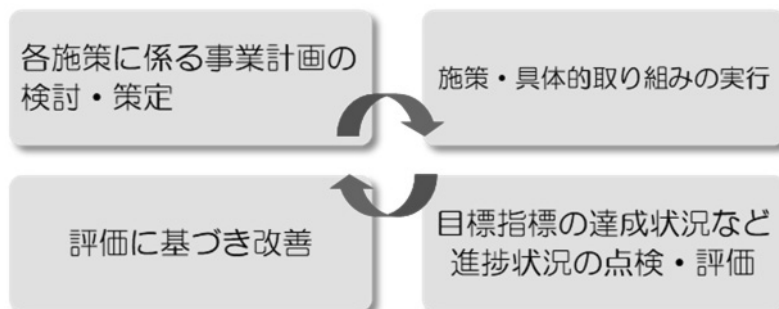 各施策に係る事業計画の
検討・策定
施策・具体的取り組みの実行
評価に基づき改善
目標指標の達成状況など
進捗状況の点検・評価